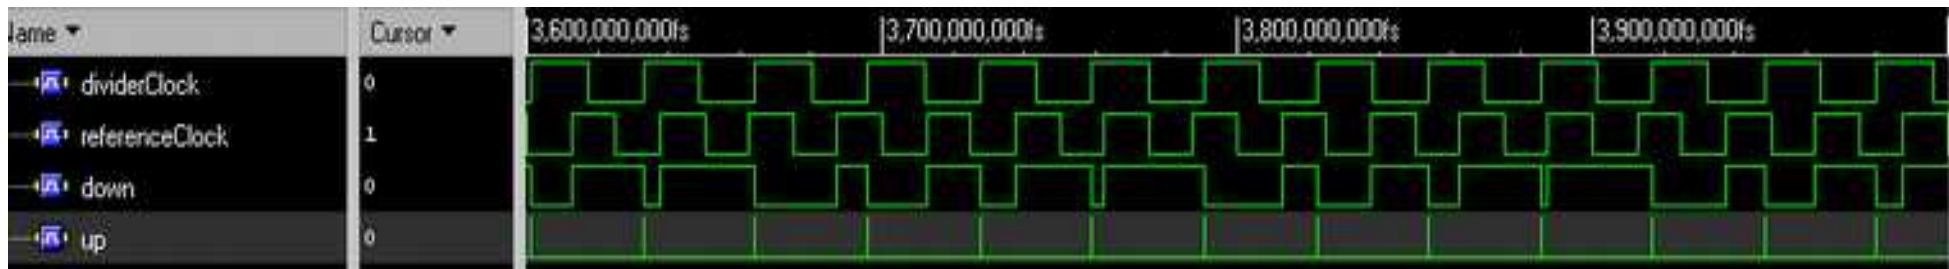 Name Cursor 3,600,000,000fs 3,700,000,000fs 3,800,000,000fs 3,900,000,000fs
dividerClock 0
referenceClock 1
down 0
up 0